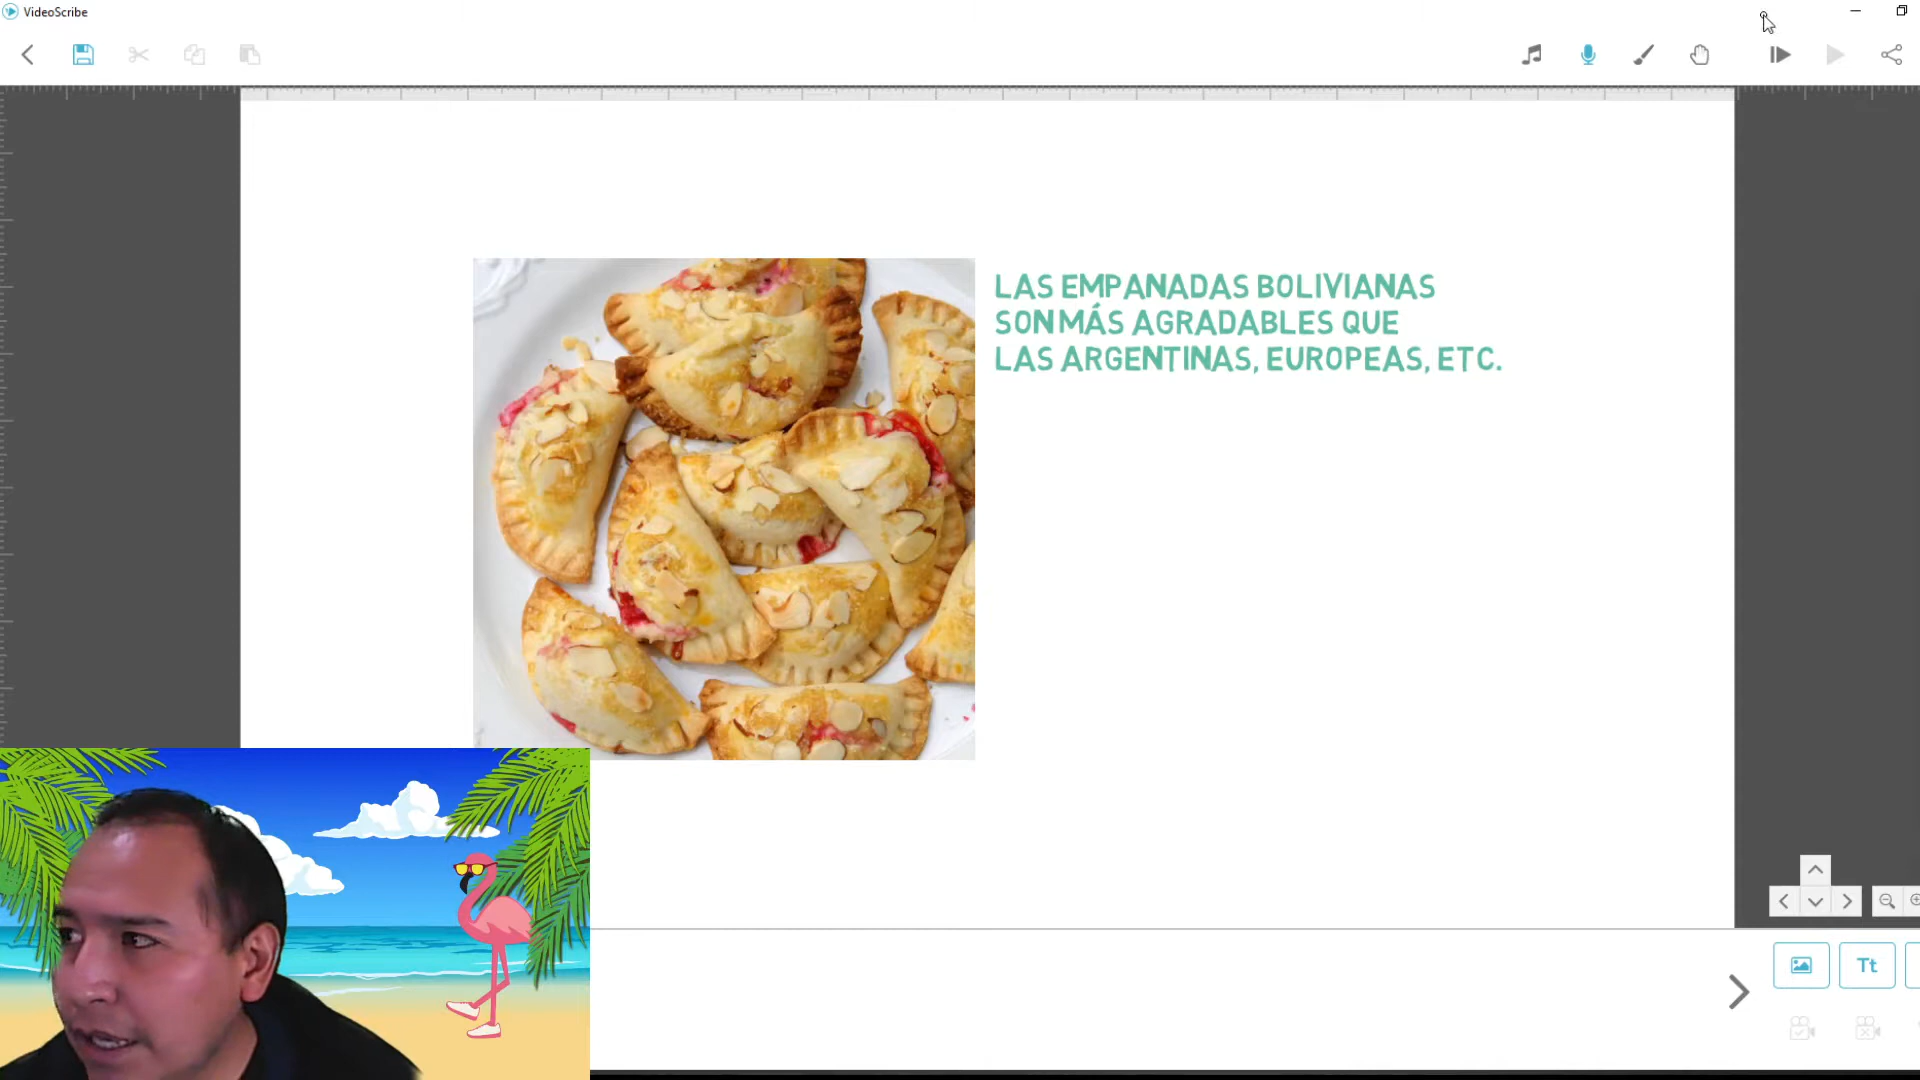 VideoScribe
LAS EMPANADAS BOLIVIANAS
SON MÁS AGRADABLES QUE
LAS ARGENTINAS, EUROPEAS, ETC.
Tt